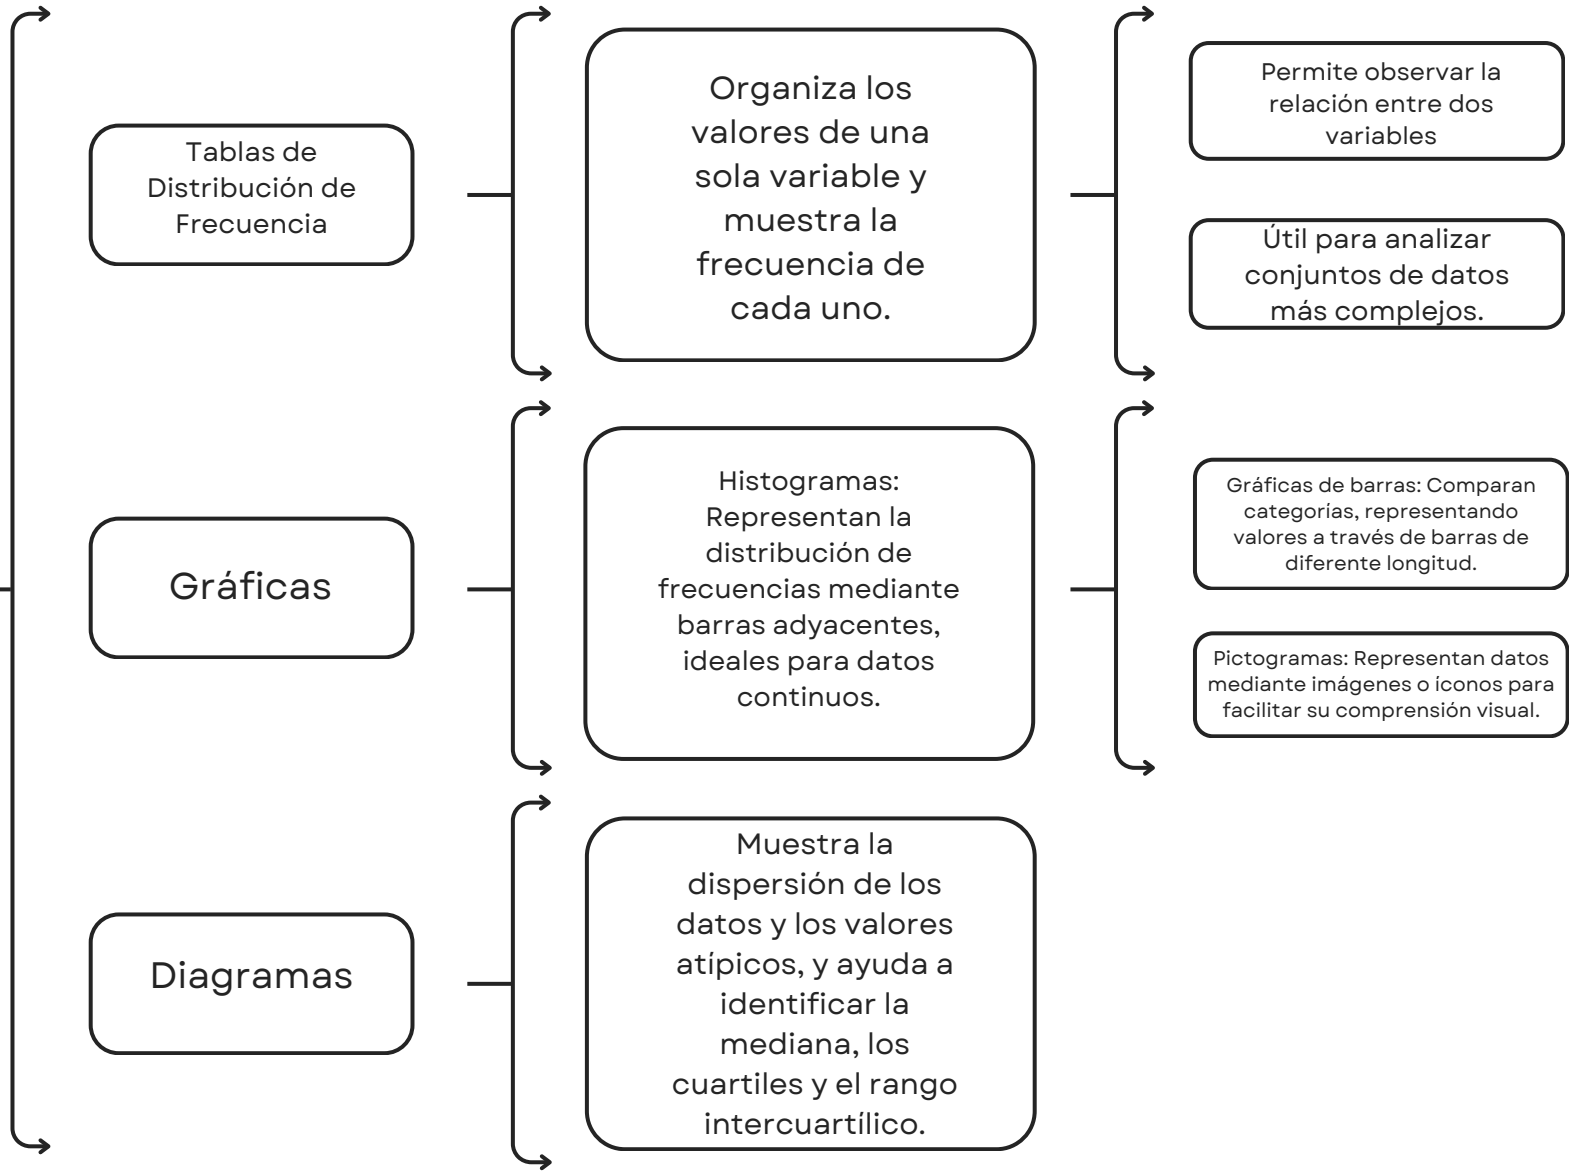 Tablas de
Distribución de
Frecuencia
Organiza los
valores de una
sola variable y
muestra la
frecuencia de
cada uno.
Permite observar la
relación entre dos
variables
Útil para analizar
conjuntos de datos
más complejos.
Gráficas
Histogramas:
Representan la
distribución de
frecuencias mediante
barras adyacentes,
ideales para datos
continuos.
Gráficas de barras: Comparan
categorías, representando
valores a través de barras de
diferente longitud.
Pictogramas: Representan datos
mediante imágenes o íconos para
facilitar su comprensión visual.
Diagramas
Muestra la
dispersión de los
datos y los valores
atípicos, y ayuda a
identificar la
mediana, los
cuartiles y el rango
intercuartílico.